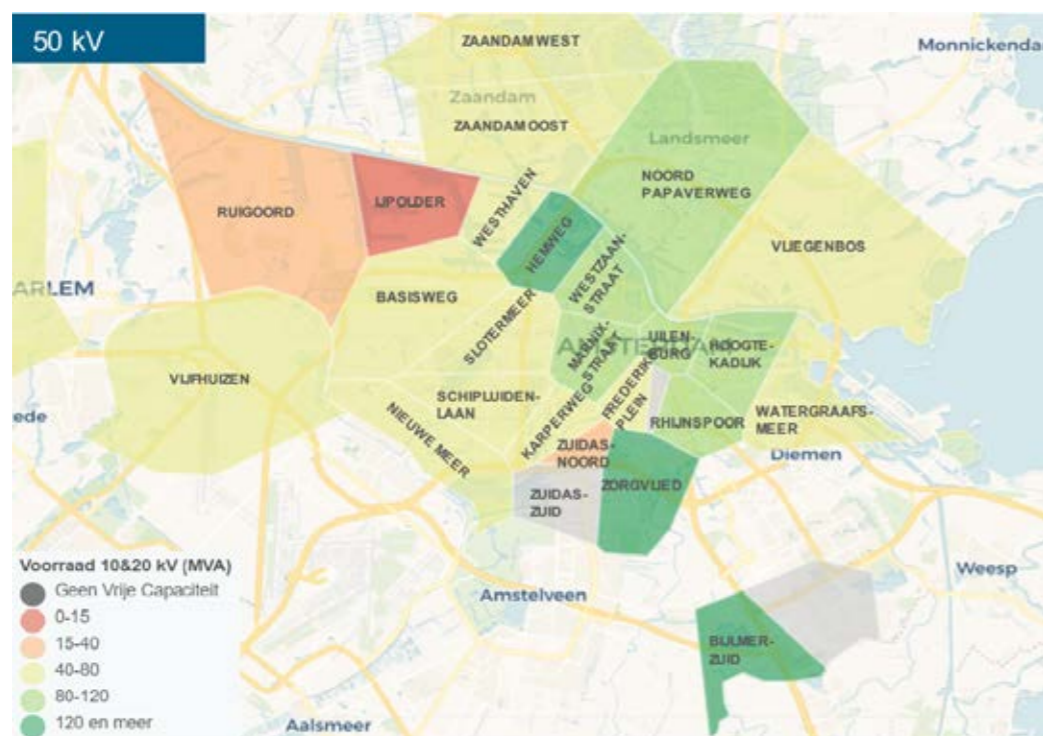 50 kV
ZAANDAM WEST
Monnickenda
Zaandam
ZAANDAM OOST
Landsmeer
NOORD
PAPAVERWEG
RUIGOORD
IJPOLDER
WESTHAVEN
HEMWEG
WESTZAAN-
STRAAT
VLIEGENBOS
ARLEM
BASISWEG
SLOTERMEER
MARNIX-
STRAAT
AMSTERDAM
UILEN-
BURG
HOOGTE-
KADIJK
VIJFHUIZEN
SCHIPLUIDEN-
LAAN
NIEUWE MEER
KARPERWEG
FREDERIKS
PLEIN
RHIJNSPOOR
WATERGRAAFS-
MEER
ede
Diemen
ZUIDAS-
NOORD
ZUIDAS-
ZUID
ZORGVLIED
Weesp
Amstelveen
BIJLMER-
ZUID
Aalsmeer
Voorraad 10&20 kV (MVA)
Geen Vrije Capaciteit
0-15
15-40
40-80
80-120
120 en meer